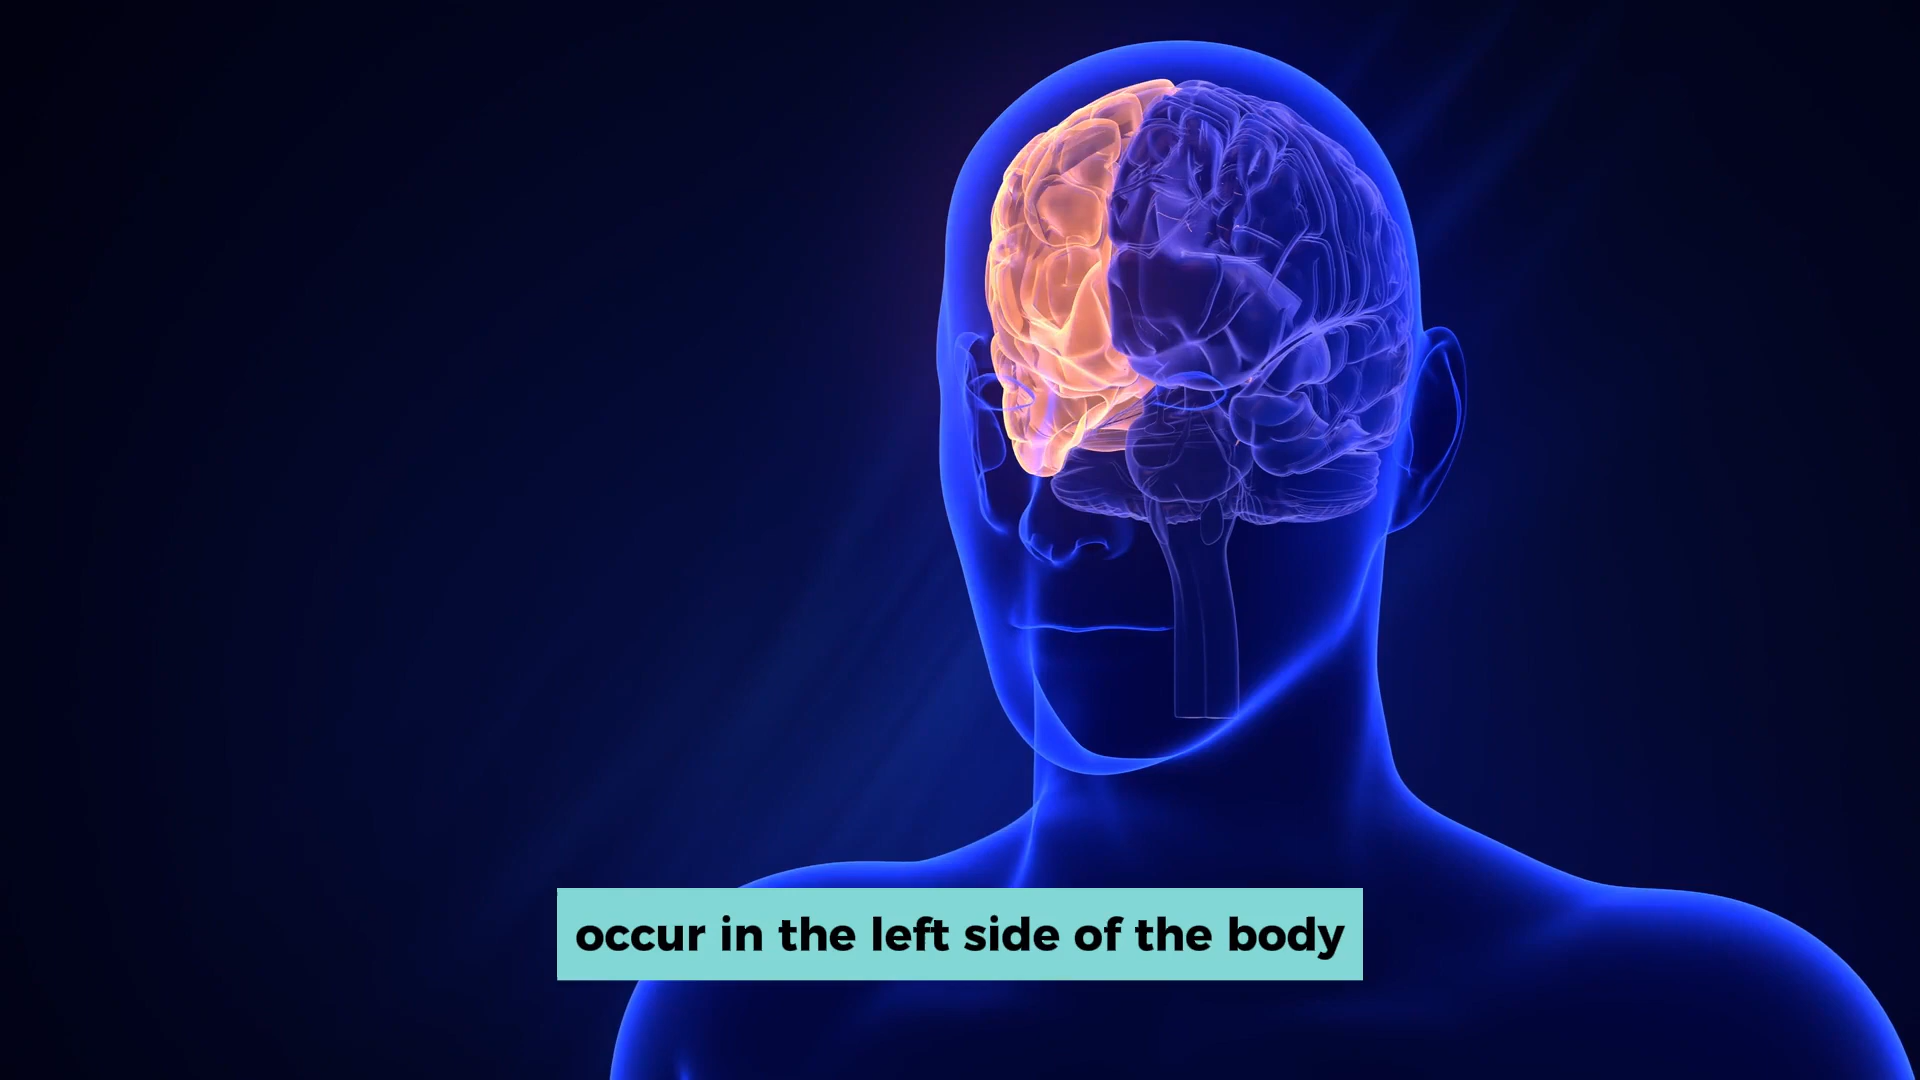 occur in the left side of the body